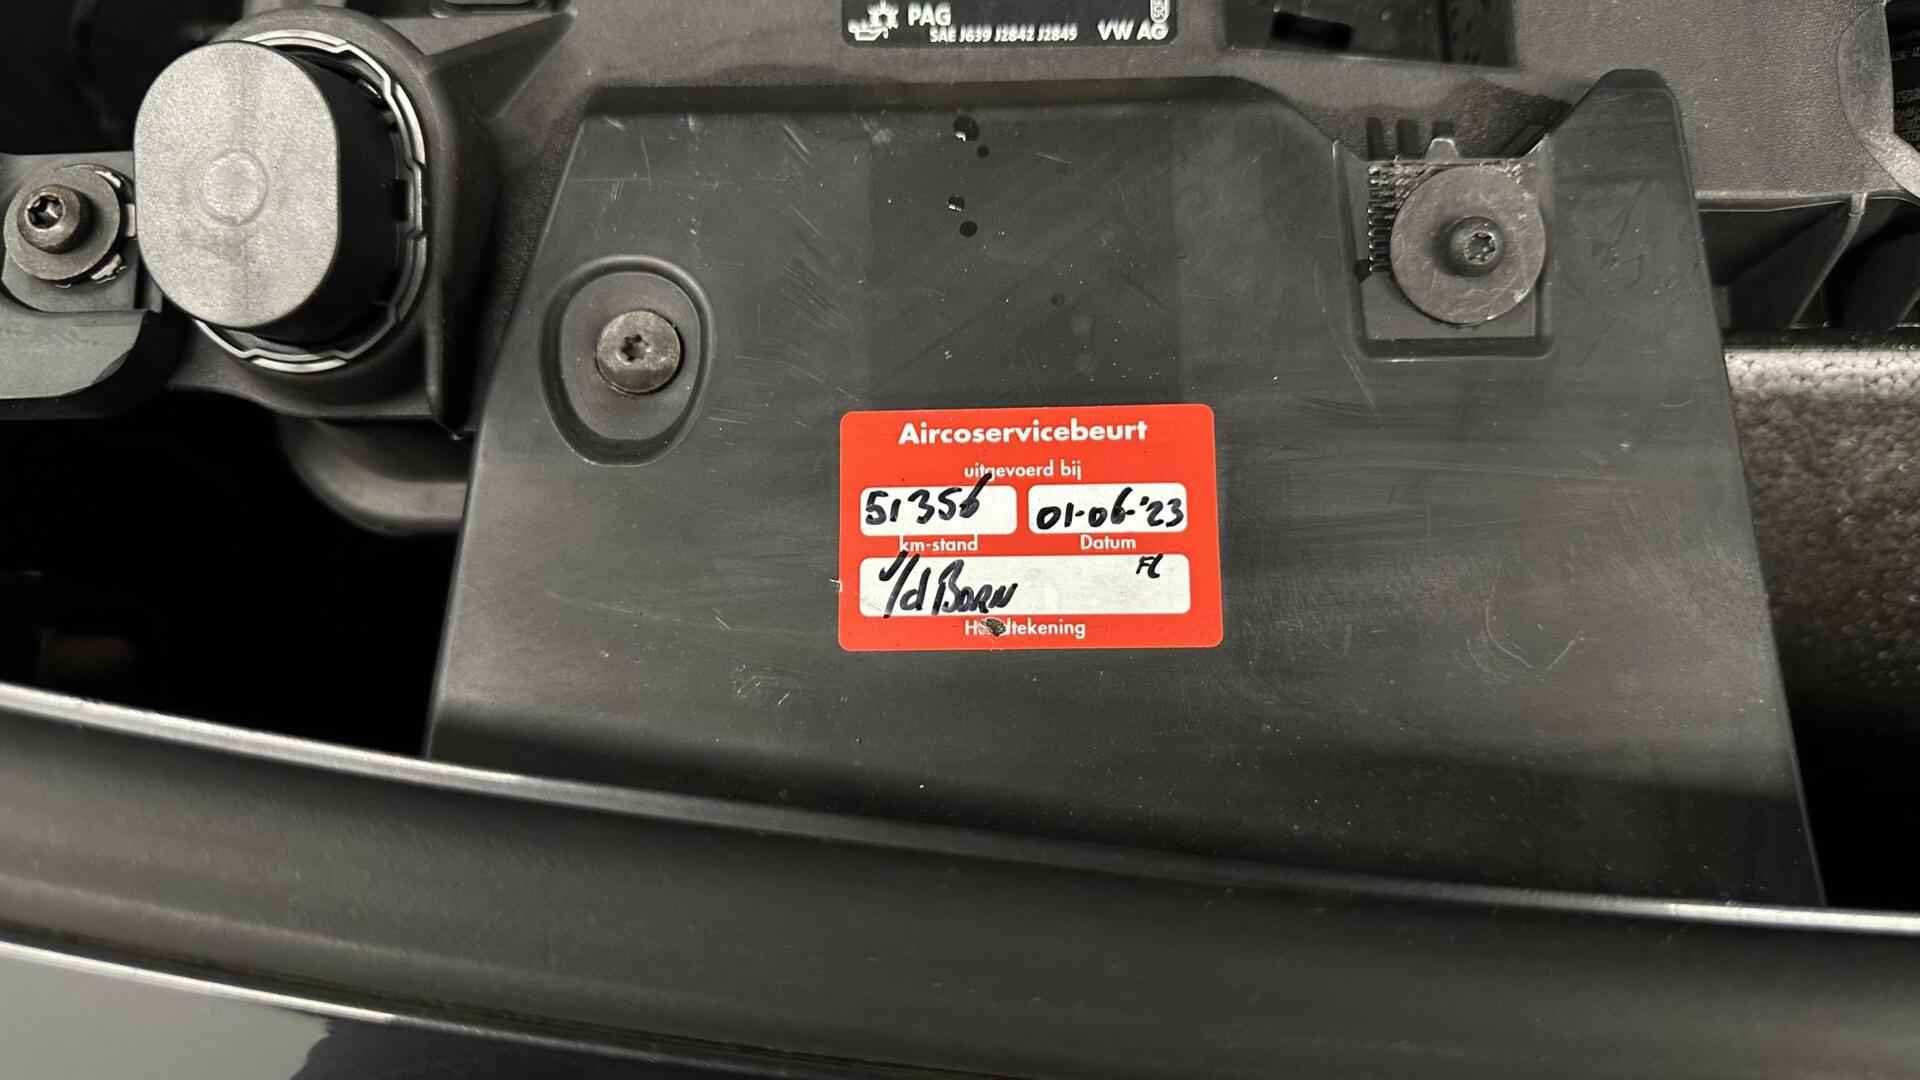 PAG
SAE J639 J2842 J2845 VW AG
Aircoservicebeurt
uitgevoerd bij
51356 01-06-'23
km-stand Datum
v/d Born FL
Handtekening